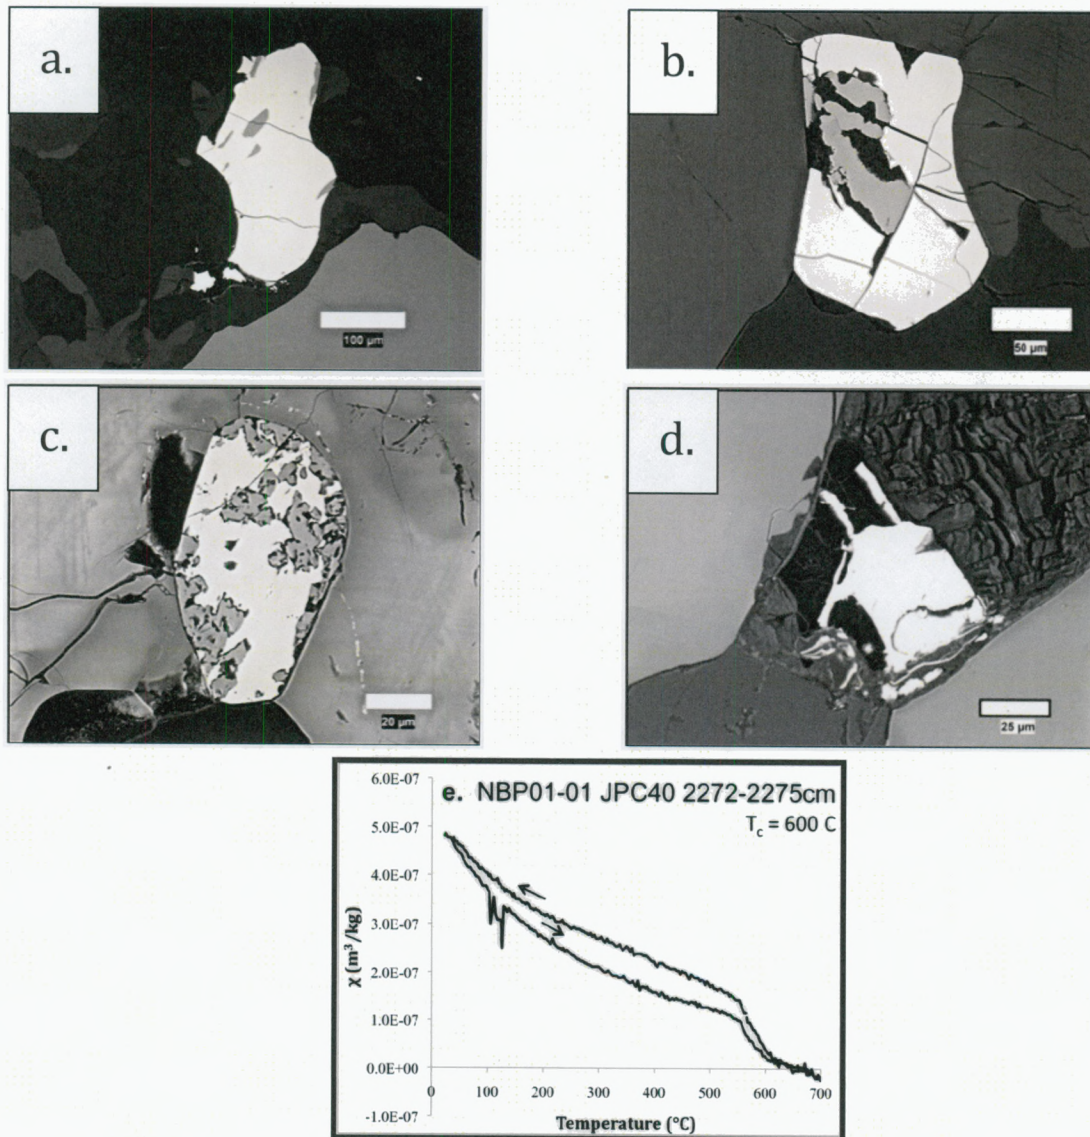 a.
100 µm
b.
50 µm
c.
20 µm
d.
25 µm
e. NBP01-01 JPC40 2272-2275cm
T_c = 600 C
6.0E-07
5.0E-07
4.0E-07
3.0E-07
2.0E-07
1.0E-07
0.0E+00
-1.0E-07
χ (m³/kg)
0 100 200 300 400 500 600 700
Temperature (°C)